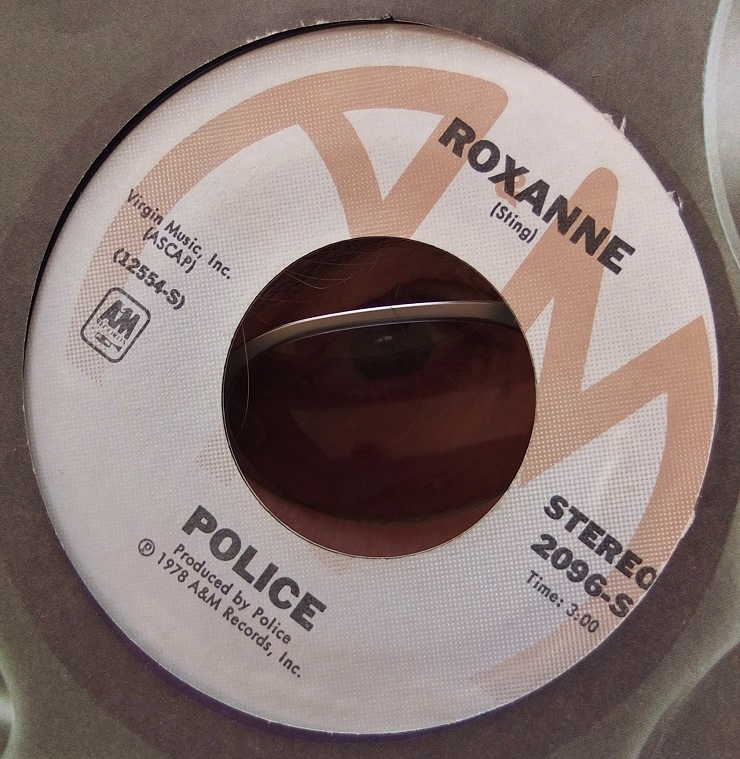 ROXANNE
(Sting)
Virgin Music, Inc.
(ASCAP)
(12554-S)
A&M
RECORDS
STEREO
2096-S
Time: 3:00
POLICE
Produced by Police
℗ 1978 A&M Records, Inc.